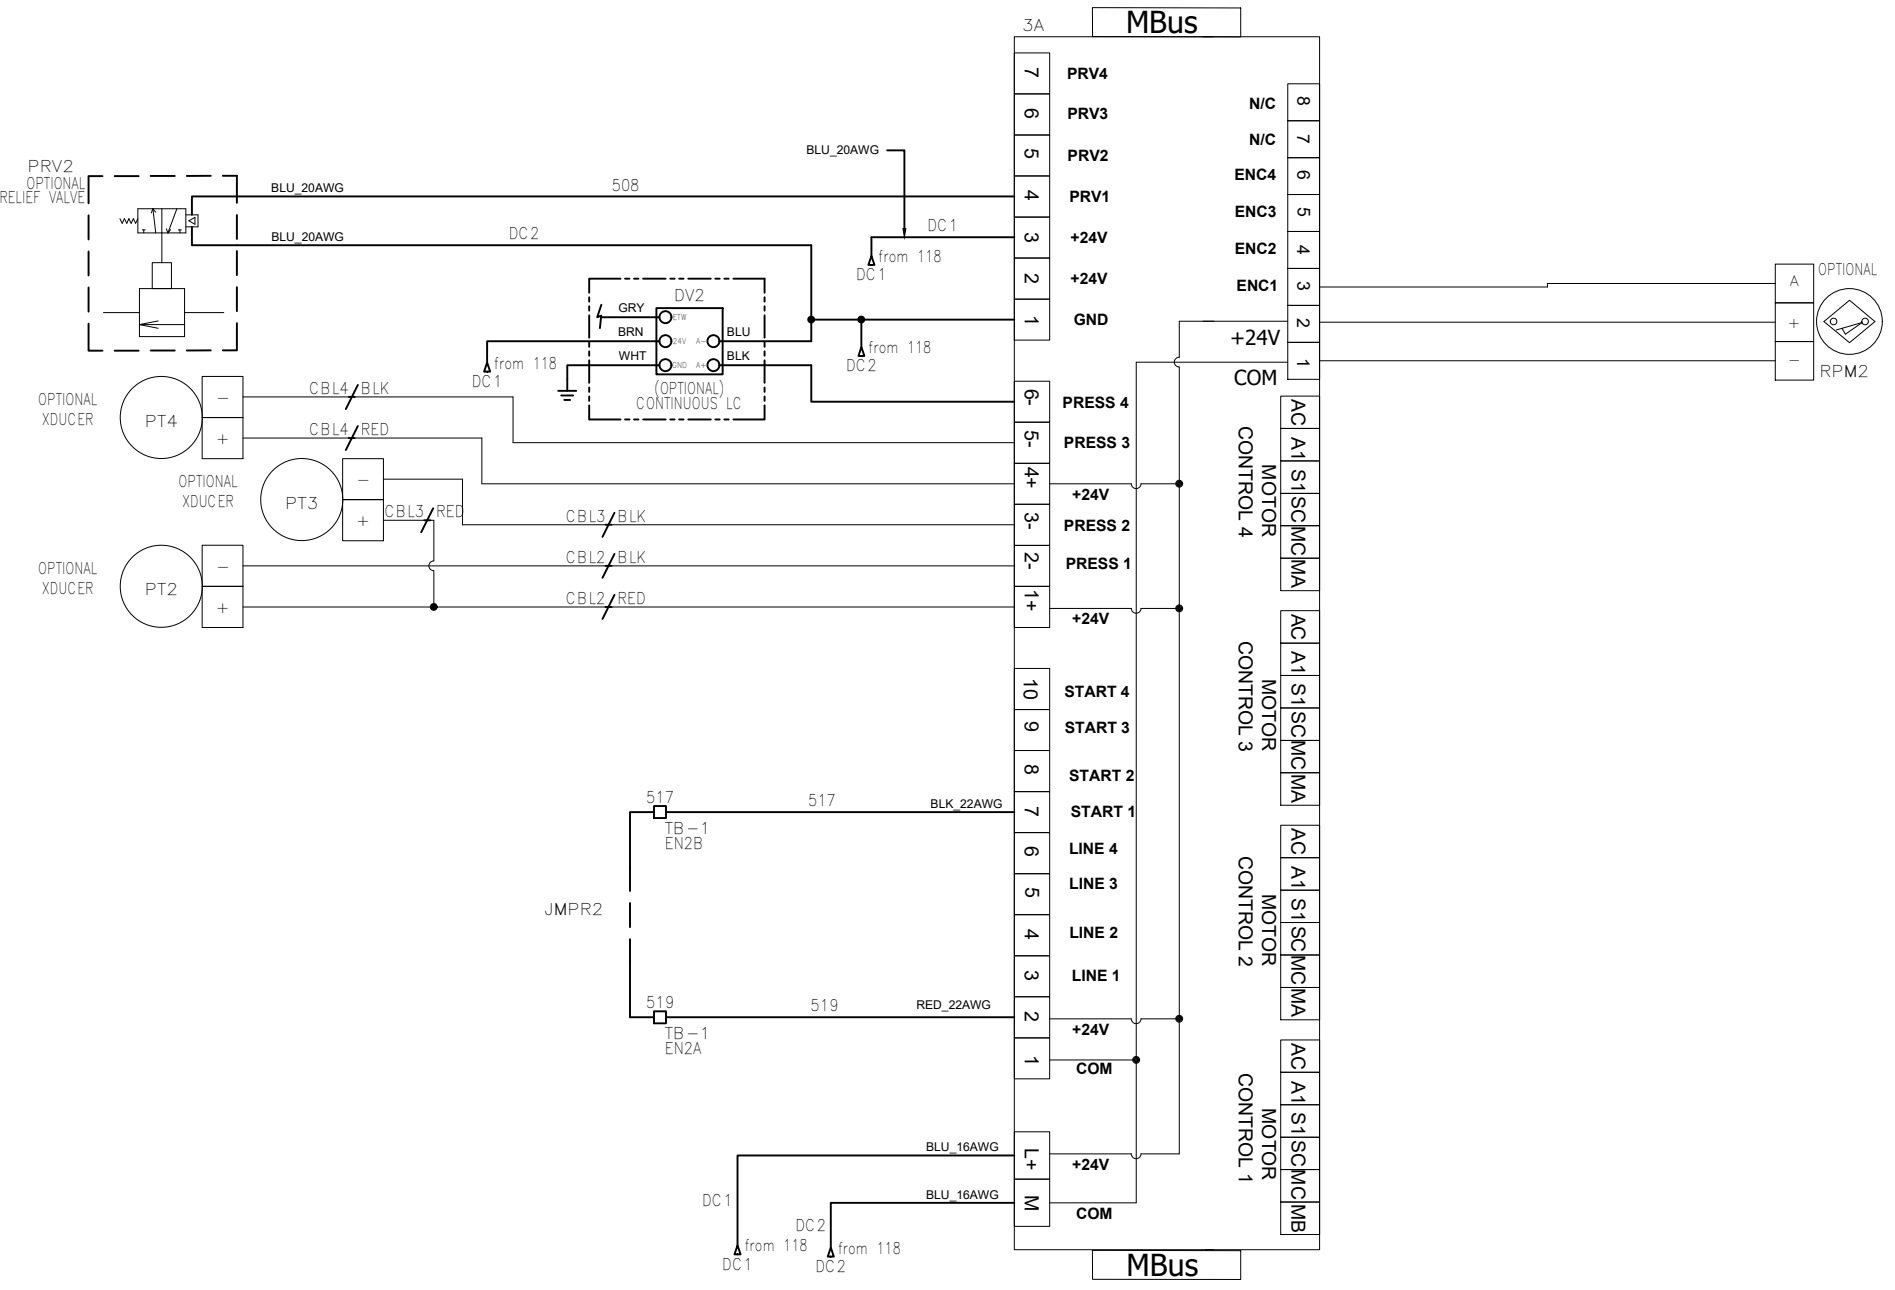 MBus
3A
7 PRV4
6 PRV3
5 PRV2
4 PRV1
3 +24V
2 +24V
1 GND
N/C 8
N/C 7
ENC4 6
ENC3 5
ENC2 4
ENC1 3
+24V 2
COM 1
PRV2
OPTIONAL
RELIEF VALVE
BLU_20AWG
508
BLU_20AWG
DC2
BLU_20AWG
DC1
from 118
DC1
DV2
GRY
BRN
WHT
ETW
24V
GND
A-
A+
BLU
BLK
(OPTIONAL)
CONTINUOUS LC
from 118
DC1
from 118
DC2
A
+
-
OPTIONAL
RPM2
OPTIONAL
XDUCER
PT4
-
+
CBL4 BLK
CBL4 RED
OPTIONAL
XDUCER
PT3
-
+
CBL3 RED
CBL3 BLK
OPTIONAL
XDUCER
PT2
-
+
CBL2 BLK
CBL2 RED
6- PRESS 4
5- PRESS 3
4+ +24V
3- PRESS 2
2- PRESS 1
1+ +24V
10 START 4
9 START 3
8 START 2
7 START 1
6 LINE 4
5 LINE 3
4 LINE 2
3 LINE 1
2 +24V
1 COM
L+ +24V
M COM
517
TB-1
EN2B
517
BLK_22AWG
JMPR2
519
TB-1
EN2A
519
RED_22AWG
BLU_16AWG
DC1
from 118
DC1
BLU_16AWG
DC2
from 118
DC2
MOTOR
CONTROL 4
AC A1 S1 SC MC MA
MOTOR
CONTROL 3
AC A1 S1 SC MC MA
MOTOR
CONTROL 2
AC A1 S1 SC MC MA
MOTOR
CONTROL 1
AC A1 S1 SC MC MB
MBus